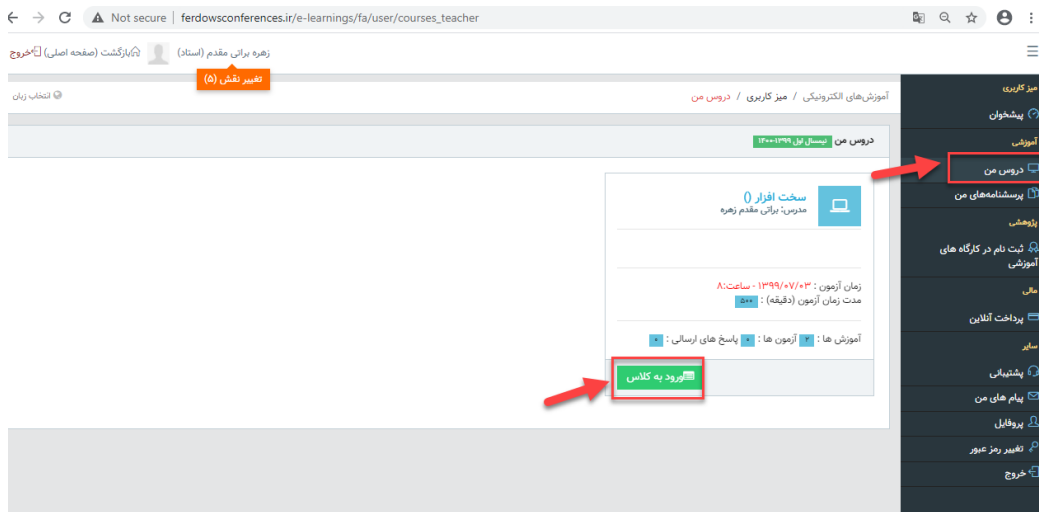 Not secure | ferdowsconferences.ir/e-learnings/fa/user/courses_teacher
زهره براتی مقدم (استاد) بازگشت (صفحه اصلی) خروج
تغییر نقش (۵)
آموزش‌های الکترونیکی / میز کاربری / دروس من
انتخاب زبان
دروس من نیمسال اول ۱۳۹۹-۱۴۰۰
سخت افزار ()
مدرس: براتی مقدم زهره
زمان آزمون : ۱۳۹۹/۰۷/۰۳ - ساعت:۸
مدت زمان آزمون (دقیقه) : ۵۰۰
آموزش ها : ۲ آزمون ها : ۰ پاسخ های ارسالی : ۰
ورود به کلاس
میز کاربری
پیشخوان
آموزشی
دروس من
پرسشنامه‌های من
پژوهشی
ثبت نام در کارگاه های
آموزشی
مالی
پرداخت آنلاین
سایر
پشتیبانی
پیام های من
پروفایل
تغییر رمز عبور
خروج